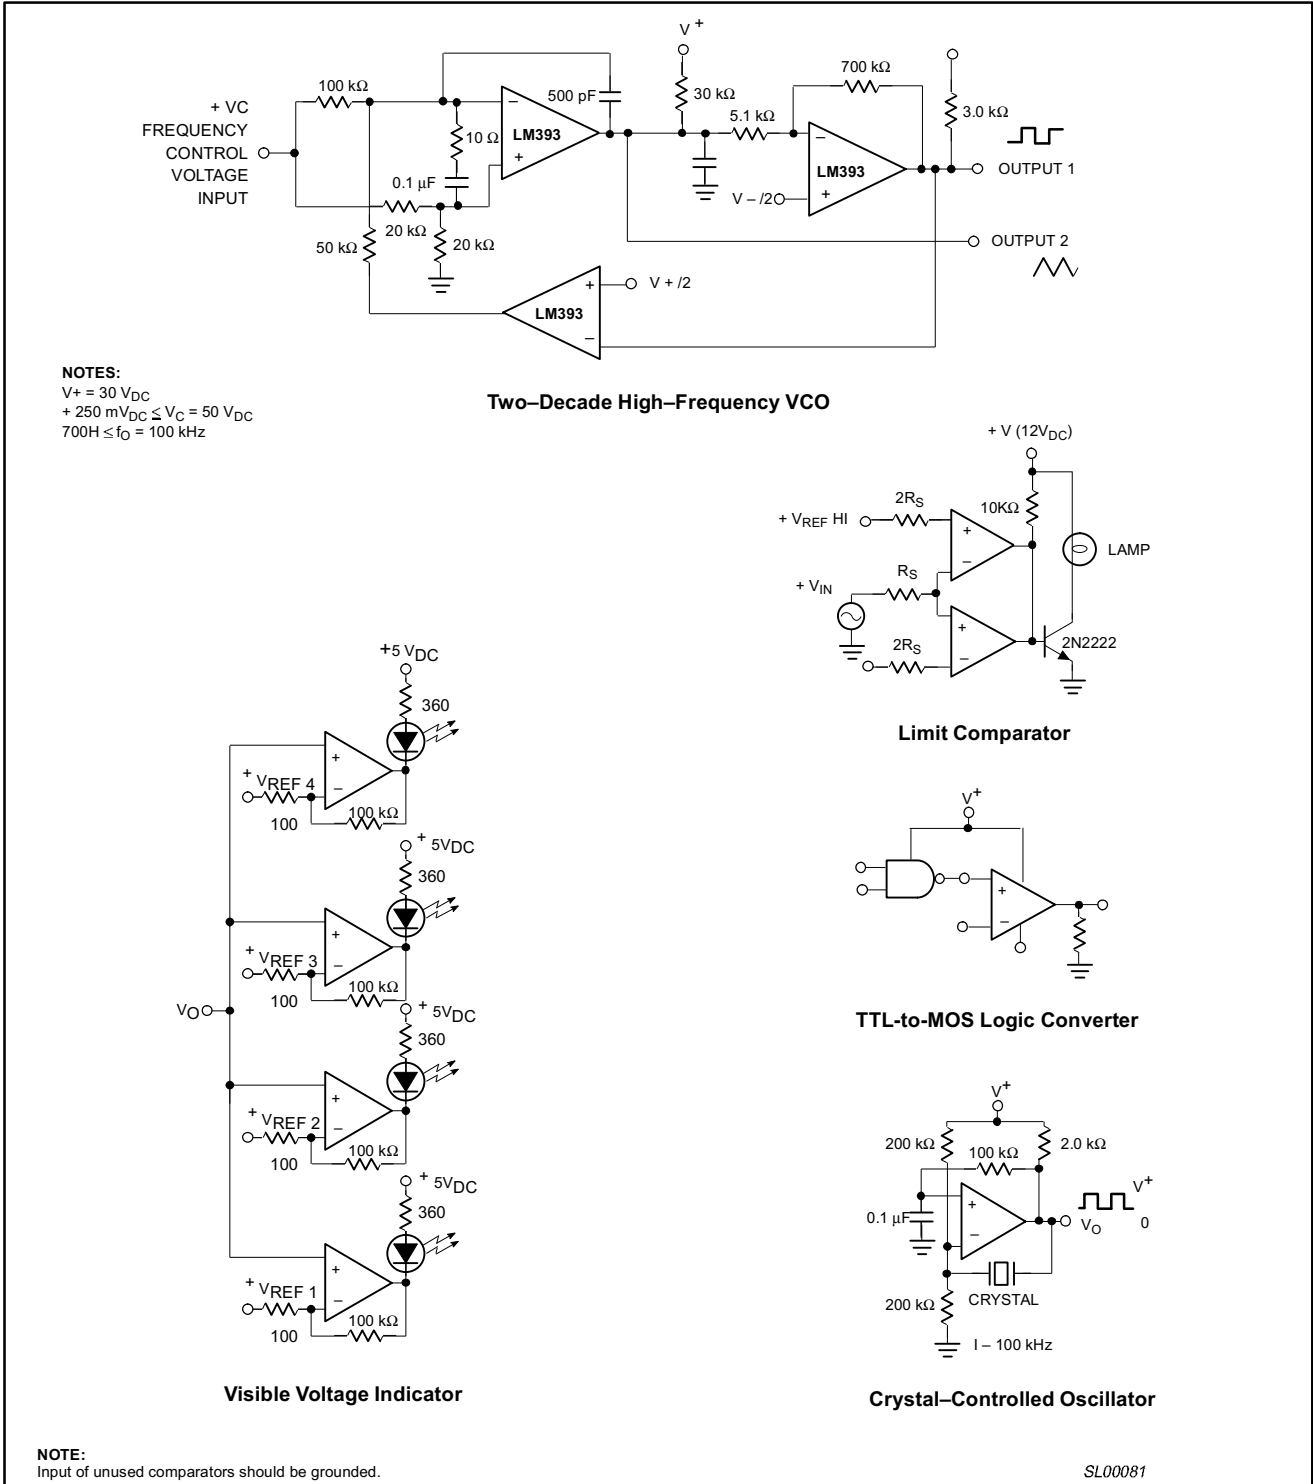 V+
100 kΩ
+ VC
FREQUENCY
CONTROL
VOLTAGE
INPUT
500 pF
30 kΩ
700 kΩ
3.0 kΩ
5.1 kΩ
10 Ω
−
LM393
+
0.1 µF
20 kΩ
20 kΩ
50 kΩ
−
LM393
+
V – /2
OUTPUT 1
OUTPUT 2
+
LM393
−
V + /2
NOTES:
V+ = 30 VDC
+ 250 mVDC ≤ VC = 50 VDC
700H ≤ fO = 100 kHz
Two–Decade High–Frequency VCO
+ V (12VDC)
2RS
10KΩ
+ VREF HI
+
−
LAMP
RS
+ VIN
+
−
2RS
2N2222
Limit Comparator
+5 VDC
360
+
−
+ VREF 4
100
100 kΩ
+ 5VDC
360
+
−
+ VREF 3
100
100 kΩ
VO
+ 5VDC
360
+
−
+ VREF 2
100
100 kΩ
+ 5VDC
360
+
−
+ VREF 1
100
100 kΩ
Visible Voltage Indicator
V+
+
−
TTL-to-MOS Logic Converter
V+
200 kΩ
100 kΩ
2.0 kΩ
+
−
0.1 µF
V+
VO
0
CRYSTAL
200 kΩ
I – 100 kHz
Crystal–Controlled Oscillator
NOTE:
Input of unused comparators should be grounded.
SL00081